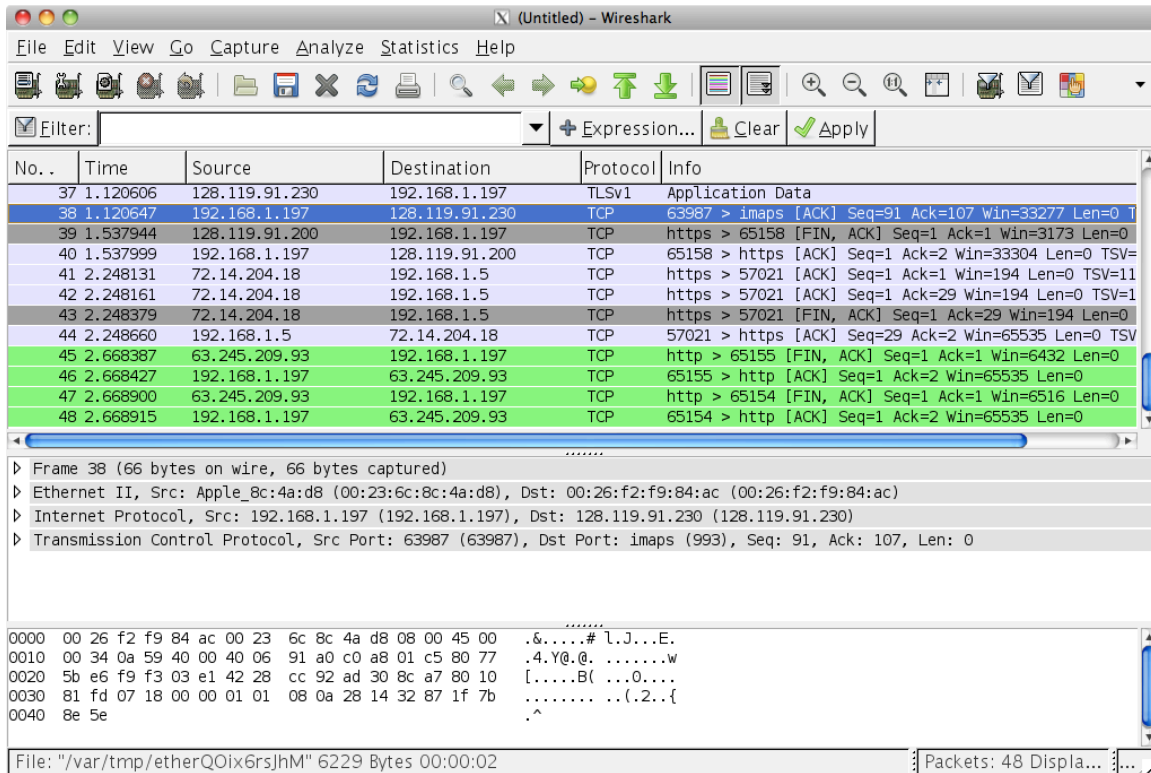 (Untitled) – Wireshark
File Edit View Go Capture Analyze Statistics Help
Filter: Expression... Clear Apply
No. . Time Source Destination Protocol Info
37 1.120606 128.119.91.230 192.168.1.197 TLSv1 Application Data
38 1.120647 192.168.1.197 128.119.91.230 TCP 63987 > imaps [ACK] Seq=91 Ack=107 Win=33277 Len=0 T
39 1.537944 128.119.91.200 192.168.1.197 TCP https > 65158 [FIN, ACK] Seq=1 Ack=1 Win=3173 Len=0
40 1.537999 192.168.1.197 128.119.91.200 TCP 65158 > https [ACK] Seq=1 Ack=2 Win=33304 Len=0 TSV=
41 2.248131 72.14.204.18 192.168.1.5 TCP https > 57021 [ACK] Seq=1 Ack=1 Win=194 Len=0 TSV=11
42 2.248161 72.14.204.18 192.168.1.5 TCP https > 57021 [ACK] Seq=1 Ack=29 Win=194 Len=0 TSV=1
43 2.248379 72.14.204.18 192.168.1.5 TCP https > 57021 [FIN, ACK] Seq=1 Ack=29 Win=194 Len=0
44 2.248660 192.168.1.5 72.14.204.18 TCP 57021 > https [ACK] Seq=29 Ack=2 Win=65535 Len=0 TSV
45 2.668387 63.245.209.93 192.168.1.197 TCP http > 65155 [FIN, ACK] Seq=1 Ack=1 Win=6432 Len=0
46 2.668427 192.168.1.197 63.245.209.93 TCP 65155 > http [ACK] Seq=1 Ack=2 Win=65535 Len=0
47 2.668900 63.245.209.93 192.168.1.197 TCP http > 65154 [FIN, ACK] Seq=1 Ack=1 Win=6516 Len=0
48 2.668915 192.168.1.197 63.245.209.93 TCP 65154 > http [ACK] Seq=1 Ack=2 Win=65535 Len=0
Frame 38 (66 bytes on wire, 66 bytes captured)
Ethernet II, Src: Apple_8c:4a:d8 (00:23:6c:8c:4a:d8), Dst: 00:26:f2:f9:84:ac (00:26:f2:f9:84:ac)
Internet Protocol, Src: 192.168.1.197 (192.168.1.197), Dst: 128.119.91.230 (128.119.91.230)
Transmission Control Protocol, Src Port: 63987 (63987), Dst Port: imaps (993), Seq: 91, Ack: 107, Len: 0
0000 00 26 f2 f9 84 ac 00 23 6c 8c 4a d8 08 00 45 00 .&.....# l.J...E.
0010 00 34 0a 59 40 00 40 06 91 a0 c0 a8 01 c5 80 77 .4.Y@.@. .......w
0020 5b e6 f9 f3 03 e1 42 28 cc 92 ad 30 8c a7 80 10 [.....B( ...0....
0030 81 fd 07 18 00 00 01 01 08 0a 28 14 32 87 1f 7b ........ ..(.2..{
0040 8e 5e .^
File: "/var/tmp/etherQOix6rsJhM" 6229 Bytes 00:00:02 Packets: 48 Displa... ...